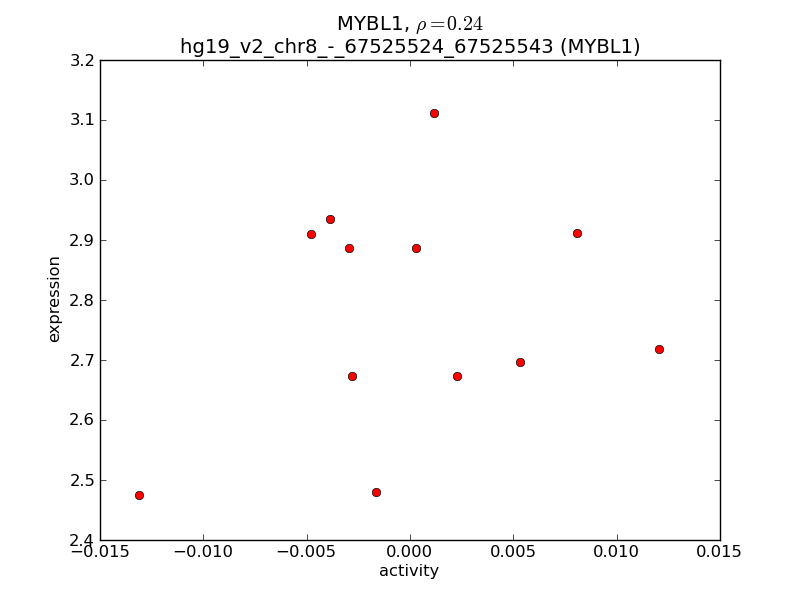 MYBL1, ρ = 0.24
hg19_v2_chr8_-_67525524_67525543 (MYBL1)
3.2
3.1
3.0
2.9
2.8
2.7
2.6
2.5
2.4
expression
−0.015 −0.010 −0.005 0.000 0.005 0.010 0.015
activity